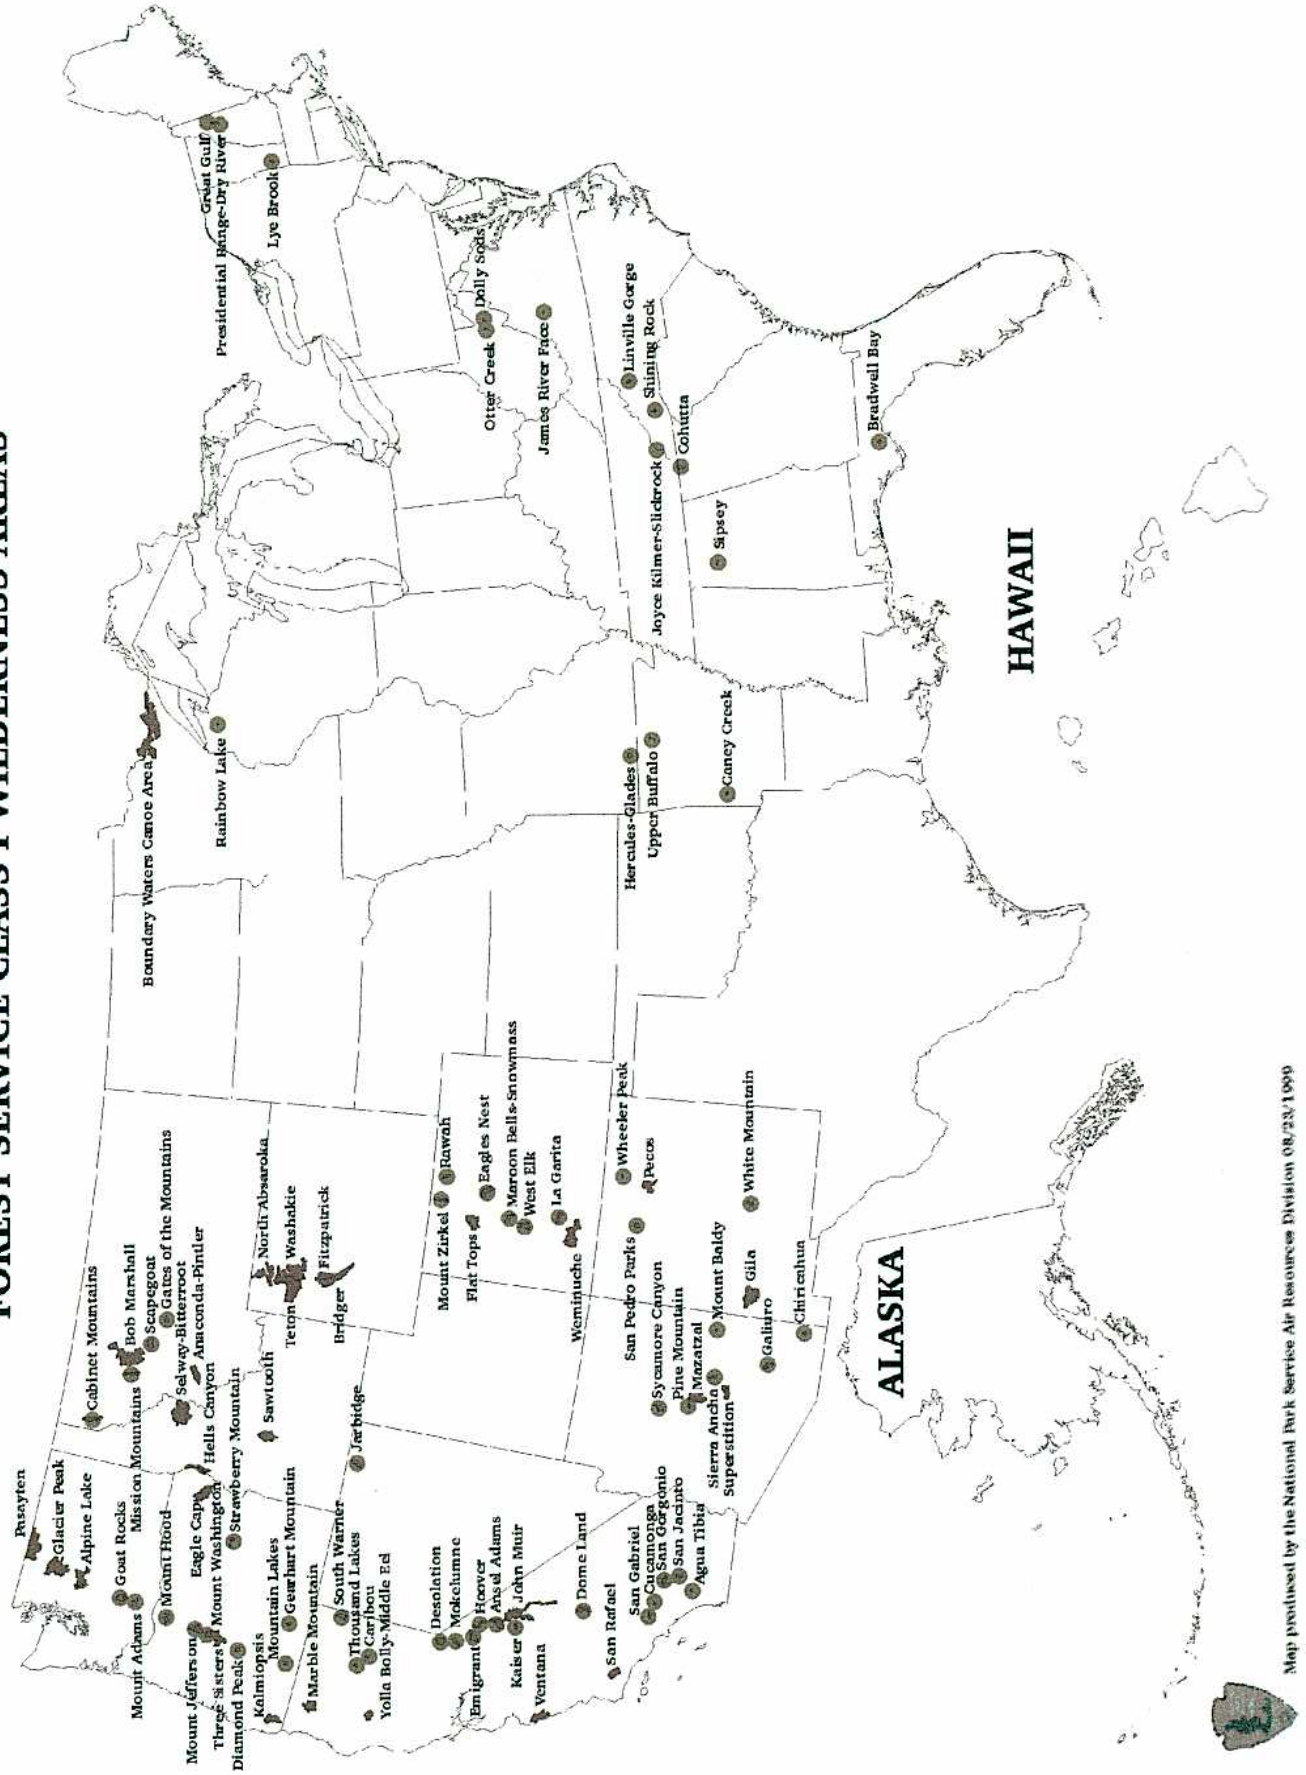 FOREST SERVICE CLASS I WILDERNESS AREAS
Pasayten
Glacier Peak
Alpine Lake
Goat Rocks
Mount Adams
Mission Mountains
Mount Hood
Cabinet Mountains
Bob Marshall
Scapegoat
Gates of the Mountains
Selway-Bitterroot
Anaconda-Pintler
Hells Canyon
Eagle Cap
Mount Jefferson
Mount Washington
Three Sisters
Strawberry Mountain
Diamond Peak
Kalmiopsis
Mountain Lakes
Gearhart Mountain
Marble Mountain
South Warner
Thousand Lakes
Caribou
Yolla Bolly-Middle Eel
Sawtooth
Jarbidge
North Absaroka
Washakie
Teton
Fitzpatrick
Bridger
Desolation
Mokelumne
Emigrant
Hoover
Ansel Adams
Kaiser
John Muir
Ventana
Dome Land
San Rafael
San Gabriel
Cucamonga
San Gorgonio
San Jacinto
Agua Tibia
Mount Zirkel
Rawah
Flat Tops
Eagles Nest
Maroon Bells-Snowmass
West Elk
La Garita
Weminuche
Wheeler Peak
San Pedro Parks
Pecos
Sycamore Canyon
Pine Mountain
Mazatzal
Sierra Ancha
Superstition
Mount Baldy
Gila
White Mountain
Galiuro
Chiricahua
Boundary Waters Canoe Area
Rainbow Lake
Hercules-Glades
Upper Buffalo
Caney Creek
Great Gulf
Presidential Range-Dry River
Lye Brook
Dolly Sods
Otter Creek
James River Face
Linville Gorge
Shining Rock
Joyce Kilmer-Slickrock
Cohutta
Sipsey
Bradwell Bay
ALASKA
HAWAII
Map produced by the National Park Service Air Resources Division 08/23/1999